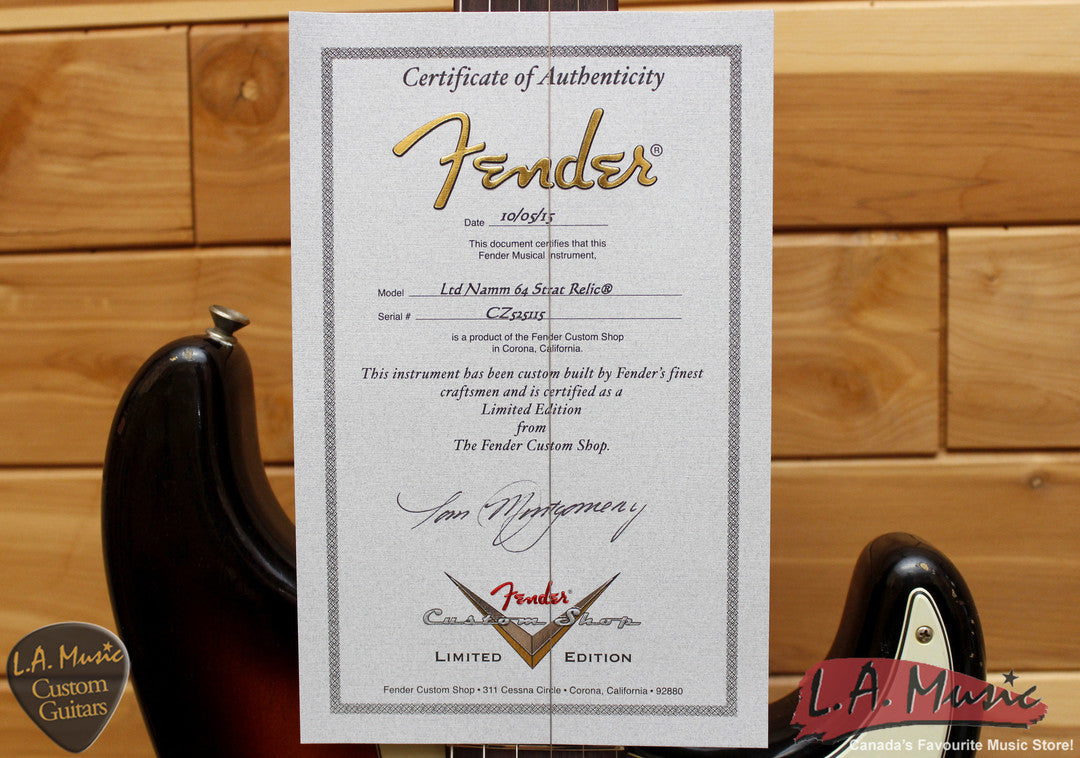 Certificate of Authenticity
Fender®
Date 10/05/15
This document certifies that this
Fender Musical Instrument,
Model Ltd Namm 64 Strat Relic®
Serial # CZ525115
is a product of the Fender Custom Shop
in Corona, California.
This instrument has been custom built by Fender's finest
craftsmen and is certified as a
Limited Edition
from
The Fender Custom Shop.
Tom Montgomery
Fender®
Custom Shop
LIMITED EDITION
Fender Custom Shop • 311 Cessna Circle • Corona, California • 92880
L.A. Music
Custom
Guitars
L.A. Music
Canada's Favourite Music Store!